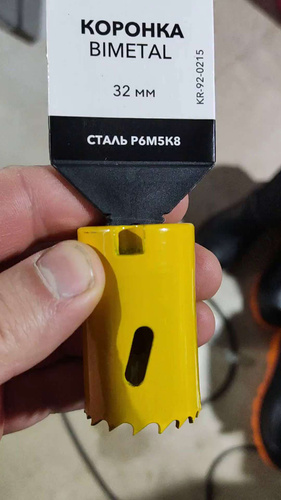 КОРОНКА
BIMETAL
32 мм
KR-92-0215
СТАЛЬ Р6М5К8